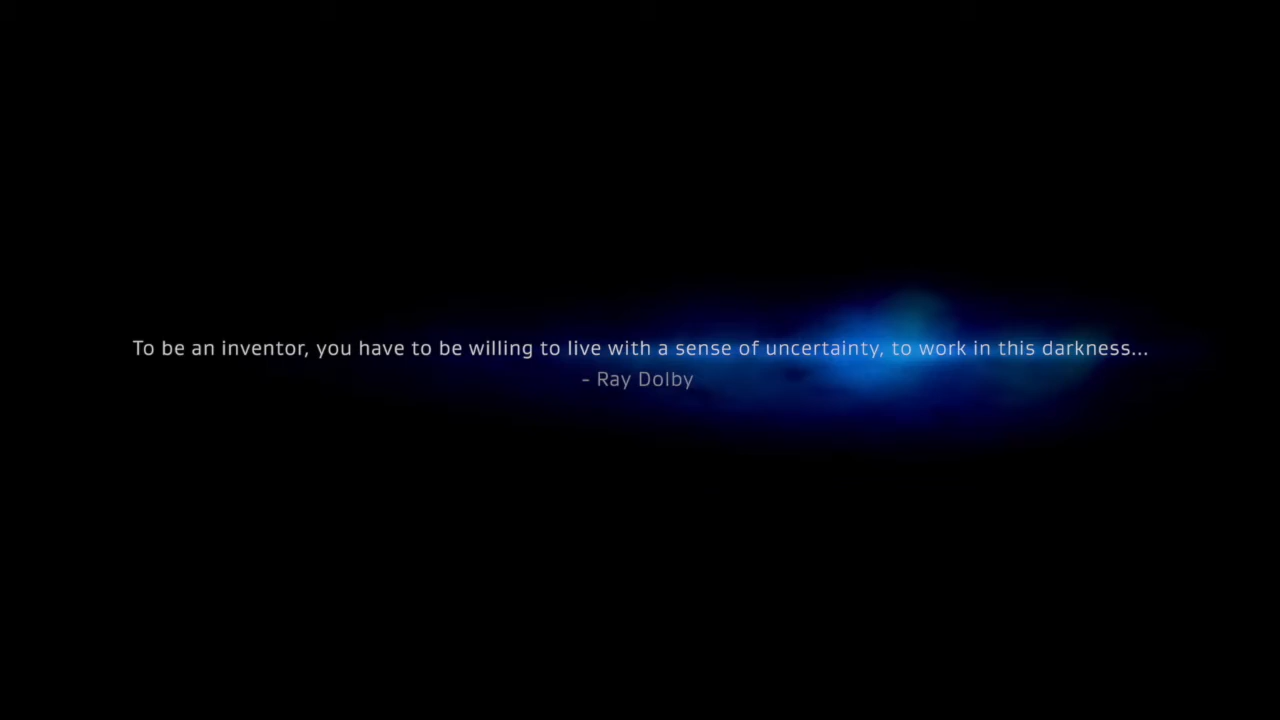 To be an inventor, you have to be willing to live with a sense of uncertainty, to work in this darkness...
- Ray Dolby